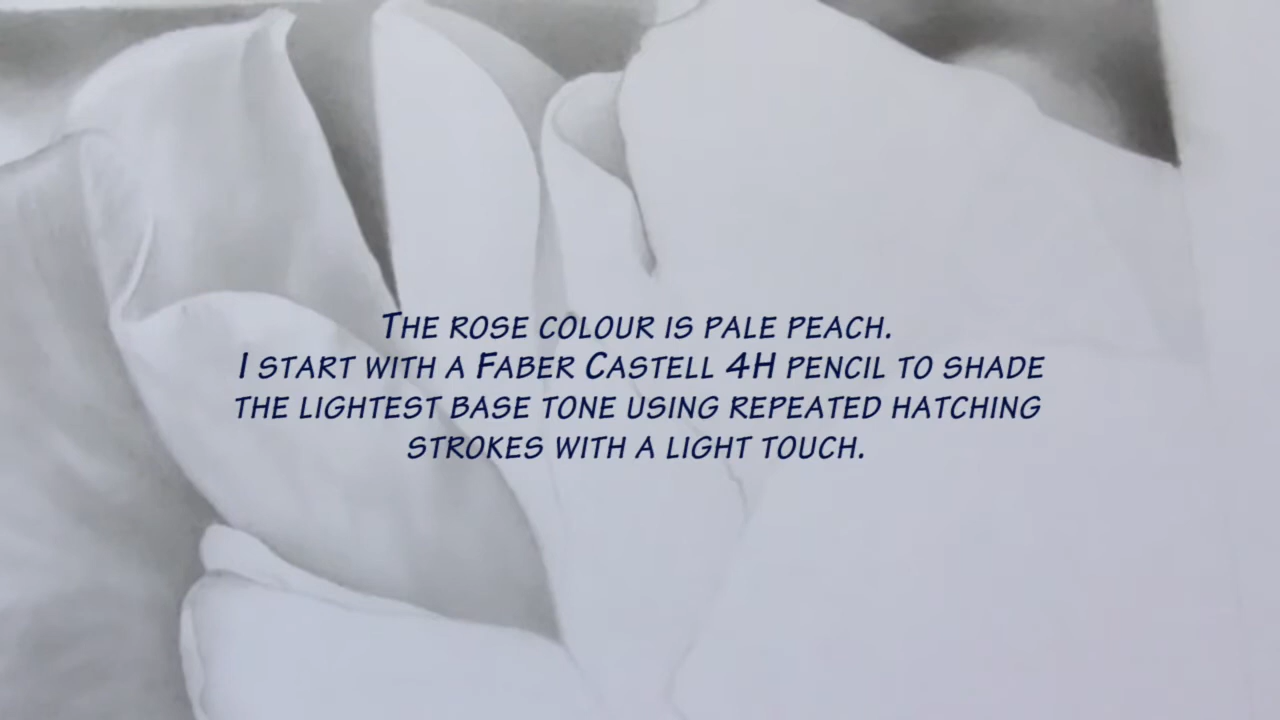 The rose colour is pale peach.
I start with a Faber Castell 4H pencil to shade
the lightest base tone using repeated hatching
strokes with a light touch.